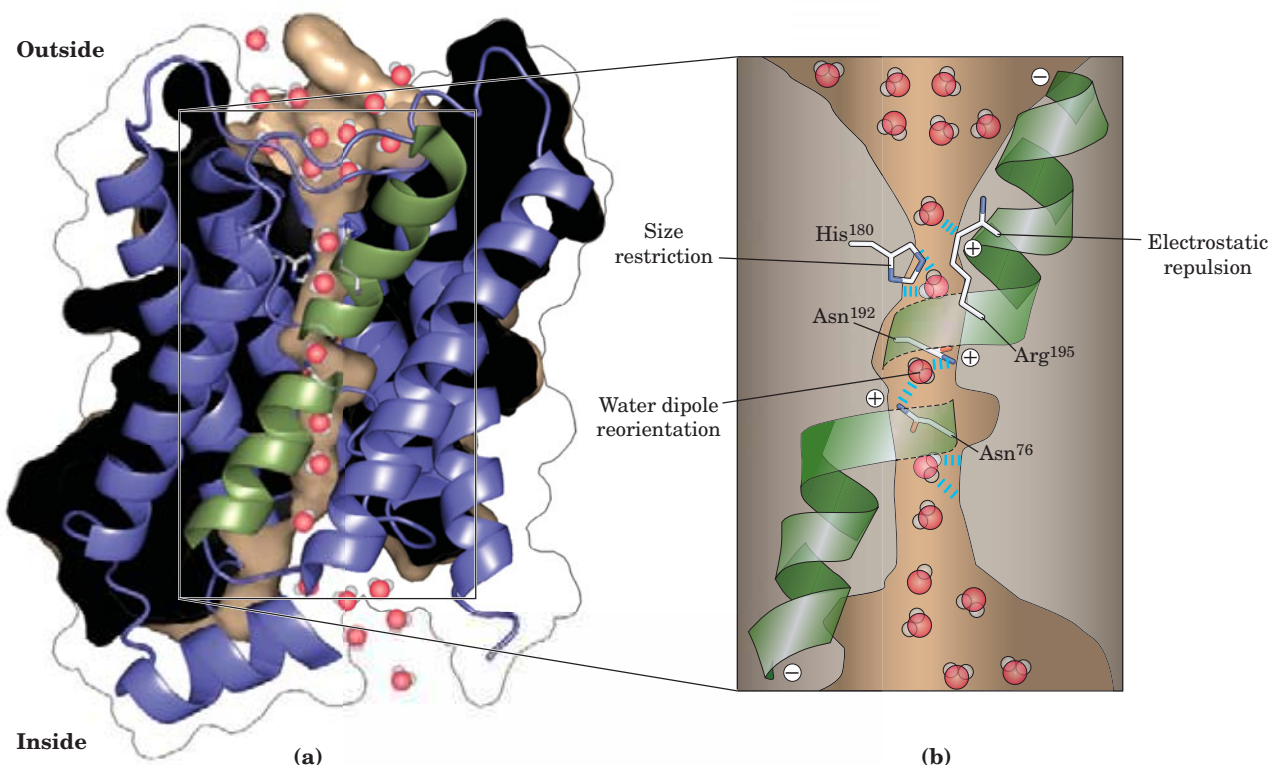 Outside
Size
restriction
His180
Electrostatic
repulsion
Asn192
Arg195
Water dipole
reorientation
Asn76
Inside
(a)
(b)
−
+
+
+
−